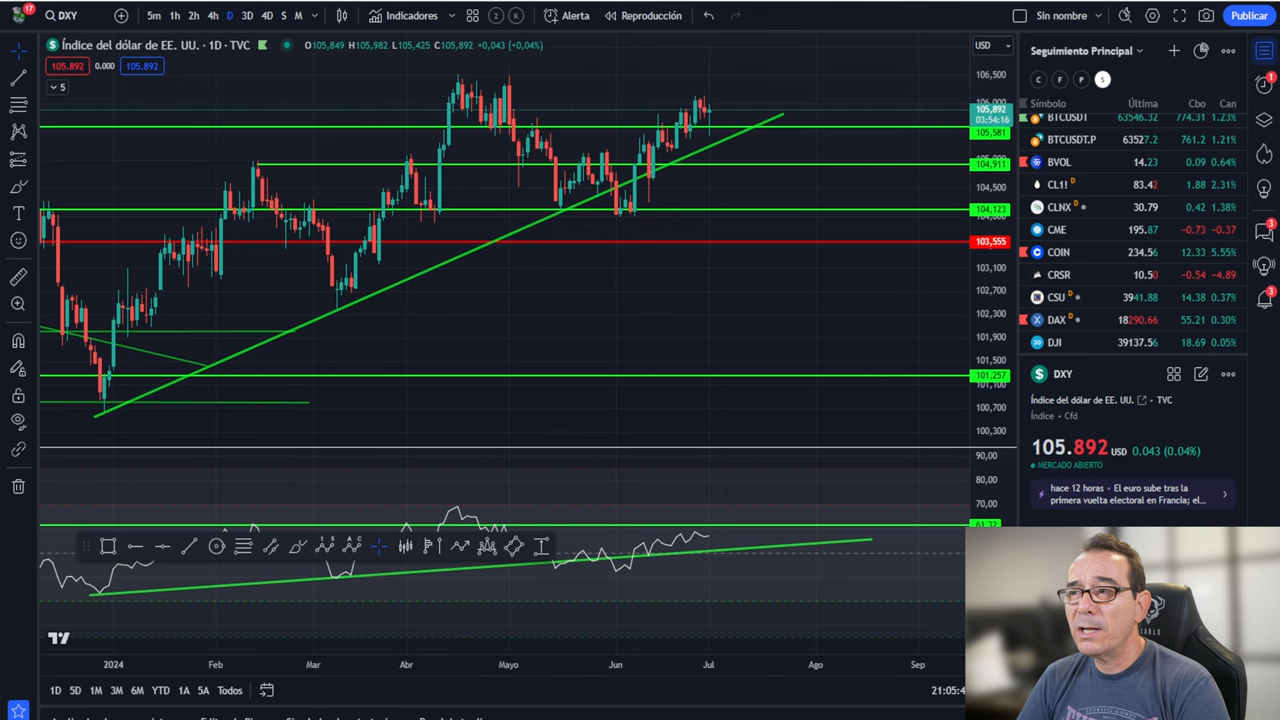 17
DXY
5m 1h 2h 4h D 3D 4D S M
Indicadores
2 K
Alerta
Reproducción
Sin nombre
Publicar
Índice del dólar de EE. UU. · 1D · TVC
O105,849 H105,982 L105,425 C105,892 +0,043 (+0,04%)
105.892 0.000 105.892
5
USD
106,500
106,000
105,892
03:54:16
105,581
104,911
104,500
104,123
103,555
103,100
102,700
102,300
101,900
101,500
101,257
101,100
100,700
100,300
90,00
80,00
70,00
61,32
2024 Feb Mar Abr Mayo Jun Jul Ago Sep
1D 5D 1M 3M 6M YTD 1A 5A Todos
21:05:4
Seguimiento Principal
C F P S
Símbolo Última Cbo Can
BTCUSDT 63546.32 774.31 1.23%
BTCUSDT.P 63527.2 761.2 1.21%
BVOL 14.23 0.09 0.64%
CL1! D 83.42 1.88 2.31%
CLNX D 30.79 0.42 1.38%
CME 195.87 -0.73 -0.37
COIN 234.56 12.33 5.55%
CRSR 10.50 -0.54 -4.89
CSU D 3941.88 14.38 0.37%
DAX D 18290.66 55.21 0.30%
DJI 39137.56 18.69 0.05%
DXY
Índice del dólar de EE. UU. • TVC
Índice • Cfd
105.892 USD 0.043 (0.04%)
MERCADO ABIERTO
hace 12 horas • El euro sube tras la
primera vuelta electoral en Francia; el...
1
3
3